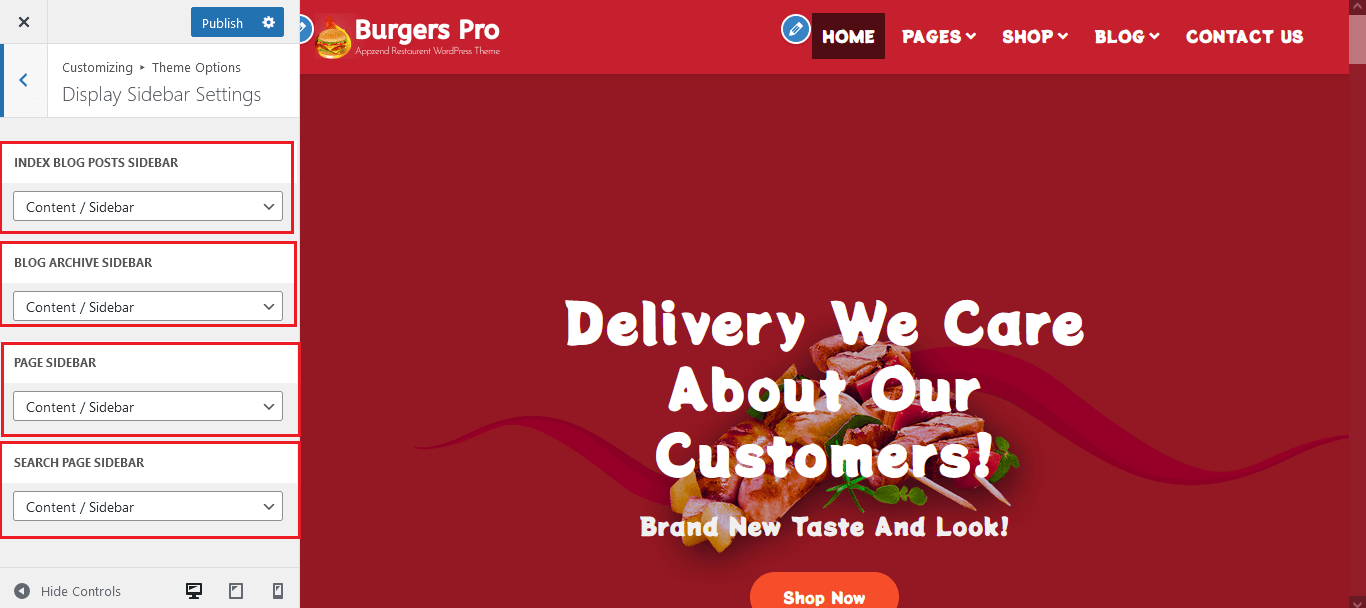 Publish
Customizing ▸ Theme Options
Display Sidebar Settings
INDEX BLOG POSTS SIDEBAR
Content / Sidebar
BLOG ARCHIVE SIDEBAR
Content / Sidebar
PAGE SIDEBAR
Content / Sidebar
SEARCH PAGE SIDEBAR
Content / Sidebar
Hide Controls
Burgers Pro
Appzend Restaurent WordPress Theme
HOME PAGES SHOP BLOG CONTACT US
Delivery We Care
About Our
Customers!
Brand New Taste And Look!
Shop Now